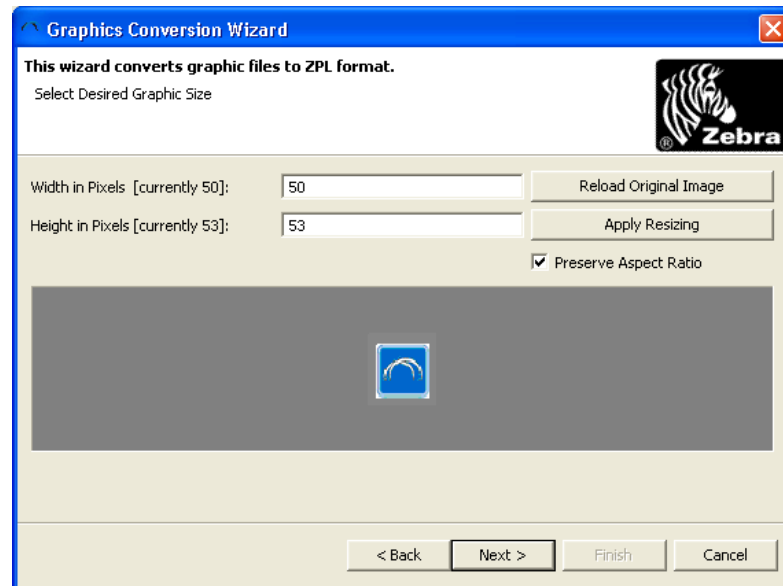 Graphics Conversion Wizard
This wizard converts graphic files to ZPL format.
Select Desired Graphic Size
® Zebra
Width in Pixels [currently 50]: 50 Reload Original Image
Height in Pixels [currently 53]: 53 Apply Resizing
Preserve Aspect Ratio
< Back Next > Finish Cancel